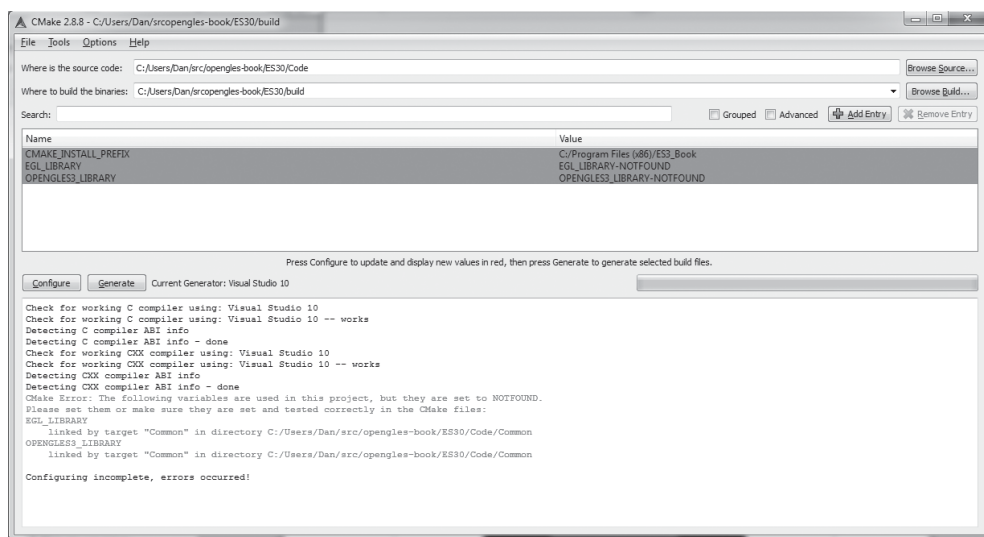 CMake 2.8.8 - C:/Users/Dan/srcopengles-book/ES30/build
File Tools Options Help
Where is the source code: C:/Users/Dan/src/opengles-book/ES30/Code Browse Source...
Where to build the binaries: C:/Users/Dan/srcopengles-book/ES30/build Browse Build...
Search: Grouped Advanced Add Entry Remove Entry
Name Value
CMAKE_INSTALL_PREFIX C:/Program Files (x86)/ES3_Book
EGL_LIBRARY EGL_LIBRARY-NOTFOUND
OPENGLES3_LIBRARY OPENGLES3_LIBRARY-NOTFOUND
Press Configure to update and display new values in red, then press Generate to generate selected build files.
Configure Generate Current Generator: Visual Studio 10
Check for working C compiler using: Visual Studio 10
Check for working C compiler using: Visual Studio 10 -- works
Detecting C compiler ABI info
Detecting C compiler ABI info - done
Check for working CXX compiler using: Visual Studio 10
Check for working CXX compiler using: Visual Studio 10 -- works
Detecting CXX compiler ABI info
Detecting CXX compiler ABI info - done
CMake Error: The following variables are used in this project, but they are set to NOTFOUND.
Please set them or make sure they are set and tested correctly in the CMake files:
EGL_LIBRARY
linked by target "Common" in directory C:/Users/Dan/src/opengles-book/ES30/Code/Common
OPENGLES3_LIBRARY
linked by target "Common" in directory C:/Users/Dan/src/opengles-book/ES30/Code/Common
Configuring incomplete, errors occurred!